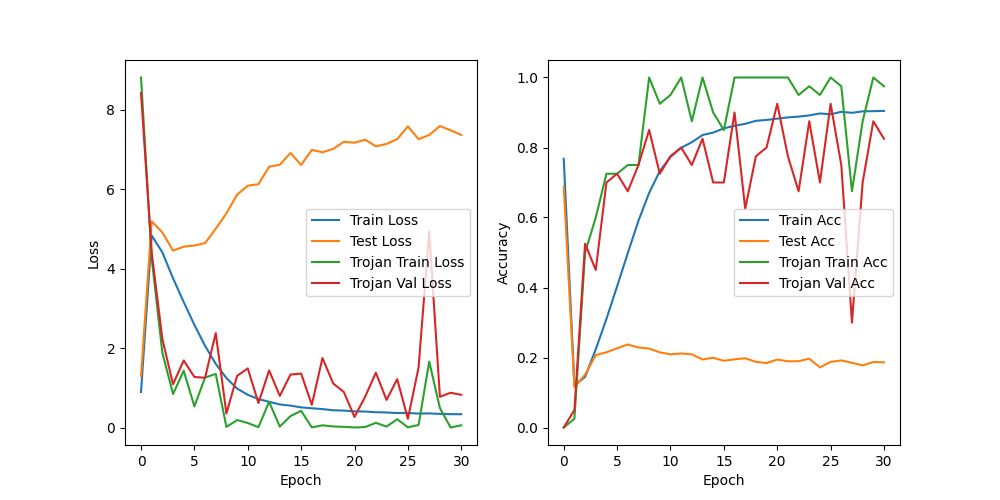 8
6
4
2
0
Loss
0 5 10 15 20 25 30
Epoch
Train Loss
Test Loss
Trojan Train Loss
Trojan Val Loss
1.0
0.8
0.6
0.4
0.2
0.0
Accuracy
0 5 10 15 20 25 30
Epoch
Train Acc
Test Acc
Trojan Train Acc
Trojan Val Acc